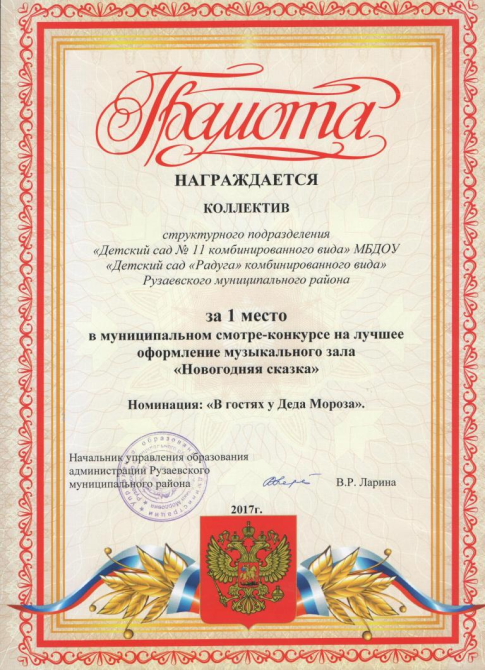 Грамота
НАГРАЖДАЕТСЯ
КОЛЛЕКТИВ
структурного подразделения
«Детский сад № 11 комбинированного вида» МБДОУ
«Детский сад «Радуга» комбинированного вида»
Рузаевского муниципального района
за 1 место
в муниципальном смотре-конкурсе на лучшее
оформление музыкального зала
«Новогодняя сказка»
Номинация: «В гостях у Деда Мороза».
Начальник управления образования
администрации Рузаевского
муниципального района
В.Р. Ларина
2017г.